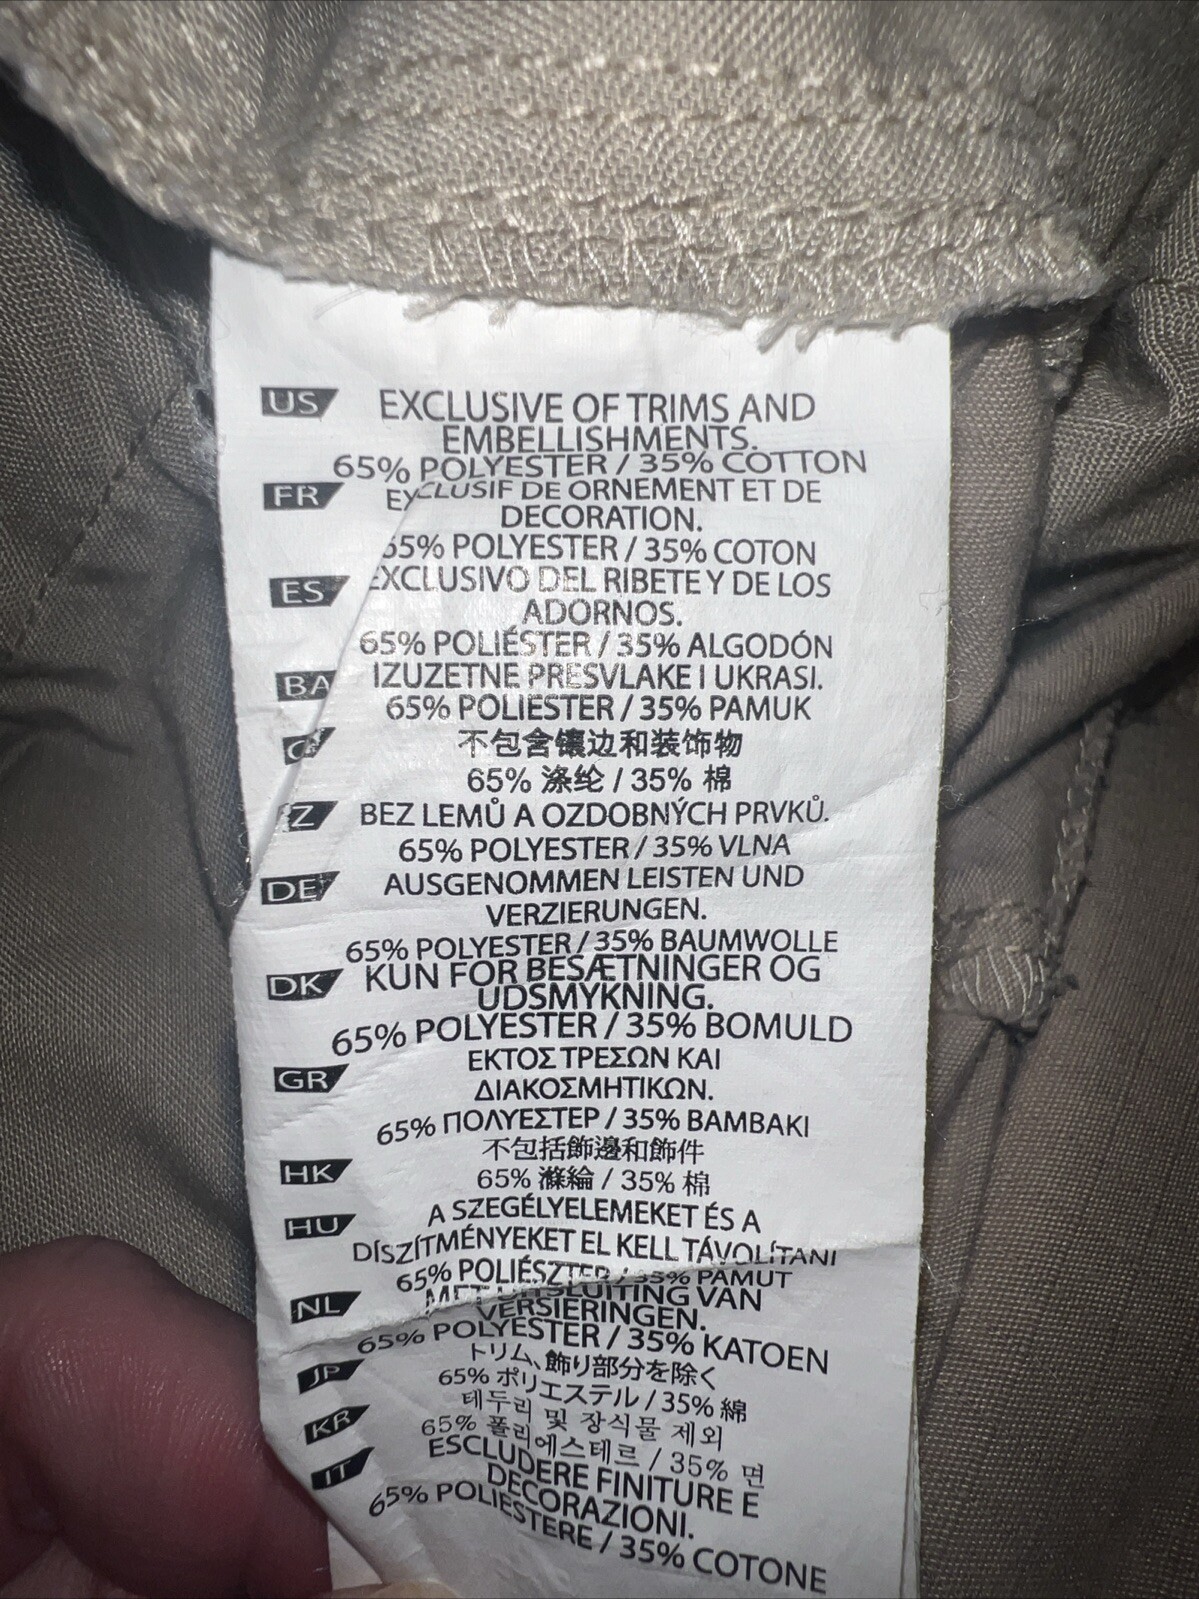 US EXCLUSIVE OF TRIMS AND
EMBELLISHMENTS.
65% POLYESTER / 35% COTTON
FR EXCLUSIF DE ORNEMENT ET DE
DECORATION.
65% POLYESTER / 35% COTON
ES EXCLUSIVO DEL RIBETE Y DE LOS
ADORNOS.
65% POLIÉSTER / 35% ALGODÓN
BA IZUZETNE PRESVLAKE I UKRASI.
65% POLIESTER / 35% PAMUK
不包含镶边和装饰物
65% 涤纶 / 35% 棉
Z BEZ LEMŮ A OZDOBNÝCH PRVKŮ.
65% POLYESTER / 35% VLNA
DE AUSGENOMMEN LEISTEN UND
VERZIERUNGEN.
65% POLYESTER / 35% BAUMWOLLE
DK KUN FOR BESÆTNINGER OG
UDSMYKNING.
65% POLYESTER / 35% BOMULD
GR ΕΚΤΟΣ ΤΡΕΣΩΝ ΚΑΙ
ΔΙΑΚΟΣΜΗΤΙΚΩΝ.
65% ΠΟΛΥΕΣΤΕΡ / 35% ΒΑΜΒΑΚΙ
不包括飾邊和飾件
HK 65% 滌綸 / 35% 棉
HU A SZEGÉLYELEMEKET ÉS A
DÍSZÍTMÉNYEKET EL KELL TÁVOLÍTANI
65% POLIÉSZTER / 35% PAMUT
NL MET UITSLUITING VAN
VERSIERINGEN.
65% POLYESTER / 35% KATOEN
JP トリム、飾り部分を除く
65% ポリエステル / 35% 綿
KR 테두리 및 장식물 제외
65% 폴리에스테르 / 35% 면
IT ESCLUDERE FINITURE E
DECORAZIONI.
65% POLIESTERE / 35% COTONE